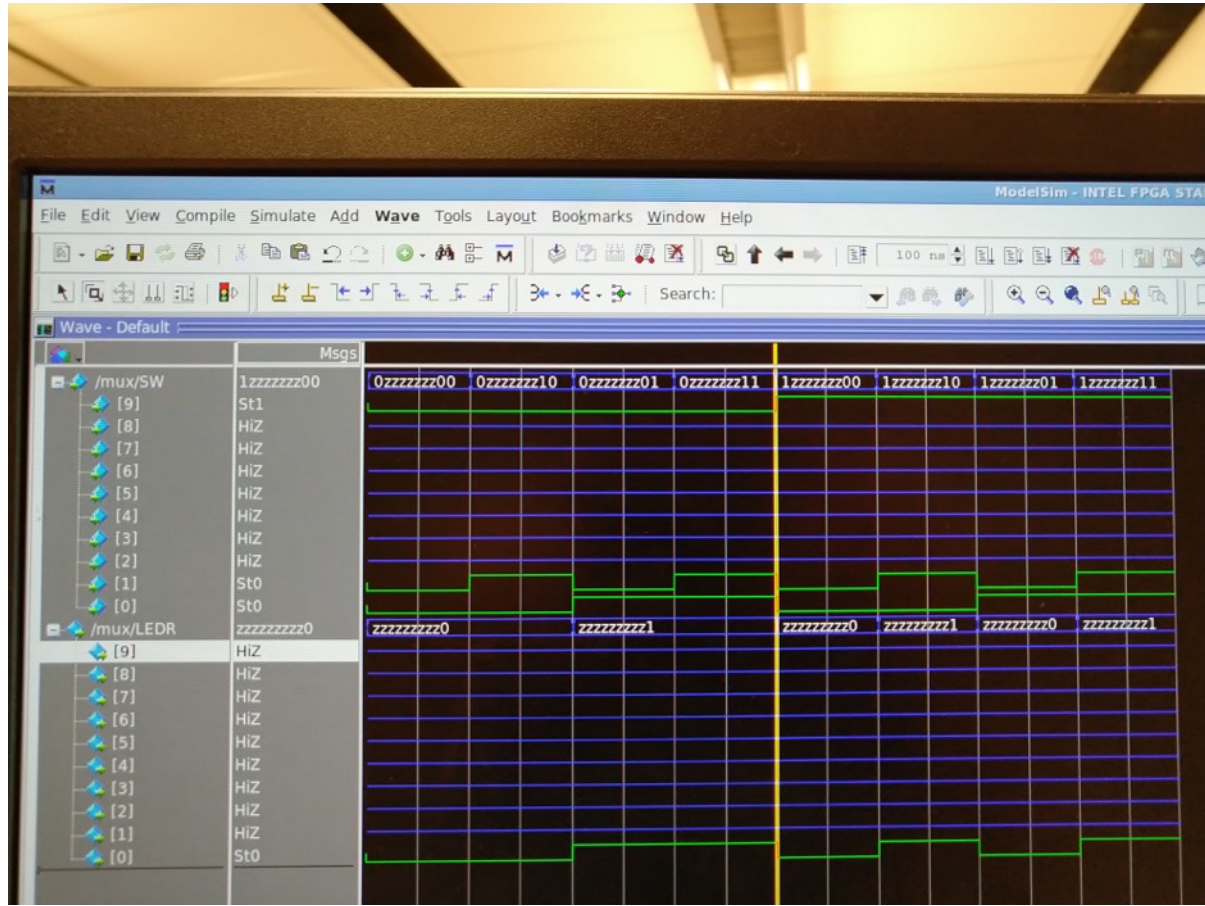 M
ModelSim - INTEL FPGA STA
File Edit View Compile Simulate Add Wave Tools Layout Bookmarks Window Help
M 100 ns
Search:
Wave - Default
Msgs
/mux/SW 1zzzzzzz00 0zzzzzzz00 0zzzzzzz10 0zzzzzzz01 0zzzzzzz11 1zzzzzzz00 1zzzzzzz10 1zzzzzzz01 1zzzzzzz11
[9] St1
[8] HiZ
[7] HiZ
[6] HiZ
[5] HiZ
[4] HiZ
[3] HiZ
[2] HiZ
[1] St0
[0] St0
/mux/LEDR zzzzzzzzz0 zzzzzzzzz0 zzzzzzzzz1 zzzzzzzzz0 zzzzzzzzz1 zzzzzzzzz0 zzzzzzzzz1
[9] HiZ
[8] HiZ
[7] HiZ
[6] HiZ
[5] HiZ
[4] HiZ
[3] HiZ
[2] HiZ
[1] HiZ
[0] St0